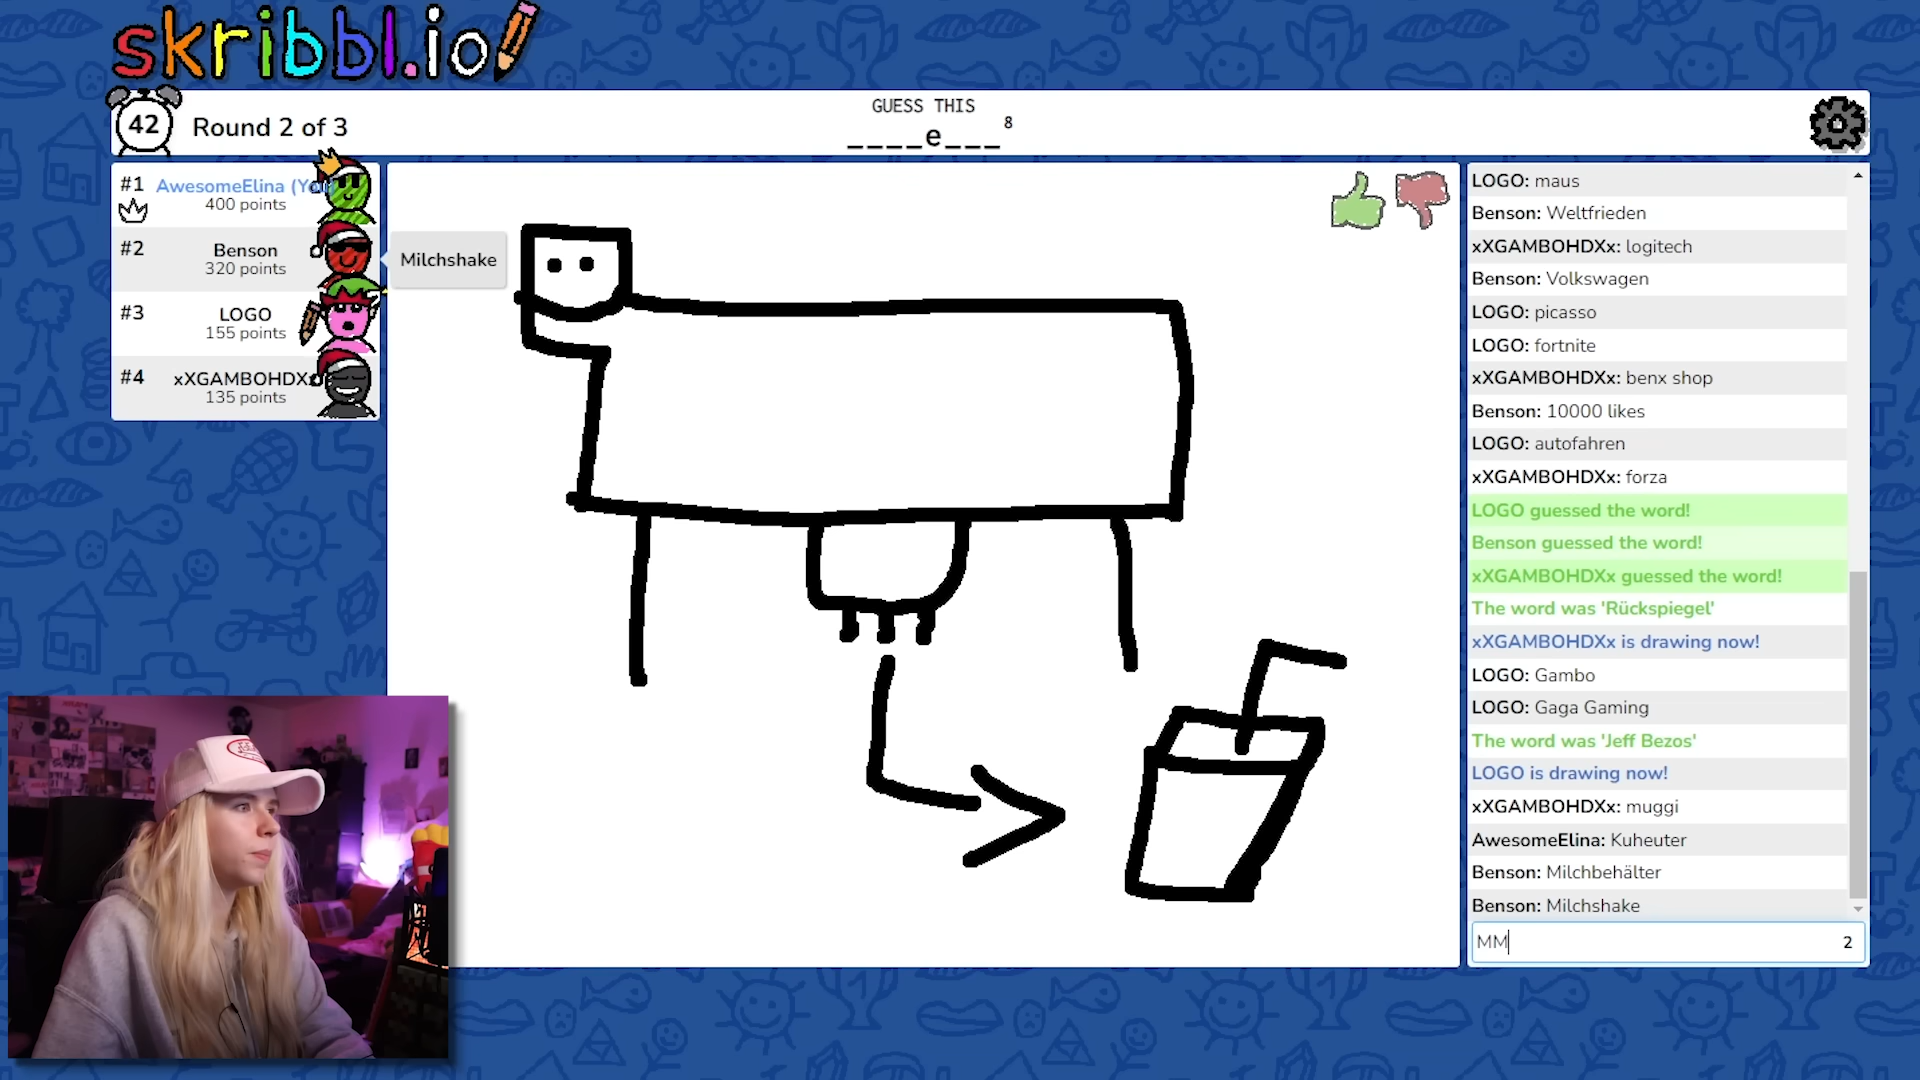 skribbl.io
42
Round 2 of 3
GUESS THIS
____e___ 8
#1 AwesomeElina (You)
400 points
#2 Benson
320 points
#3 LOGO
155 points
#4 xXGAMBOHDXx
135 points
Milchshake
LOGO: maus
Benson: Weltfrieden
xXGAMBOHDXx: logitech
Benson: Volkswagen
LOGO: picasso
LOGO: fortnite
xXGAMBOHDXx: benx shop
Benson: 10000 likes
LOGO: autofahren
xXGAMBOHDXx: forza
LOGO guessed the word!
Benson guessed the word!
xXGAMBOHDXx guessed the word!
The word was 'Rückspiegel'
xXGAMBOHDXx is drawing now!
LOGO: Gambo
LOGO: Gaga Gaming
The word was 'Jeff Bezos'
LOGO is drawing now!
xXGAMBOHDXx: muggi
AwesomeElina: Kuheuter
Benson: Milchbehälter
Benson: Milchshake
MM 2